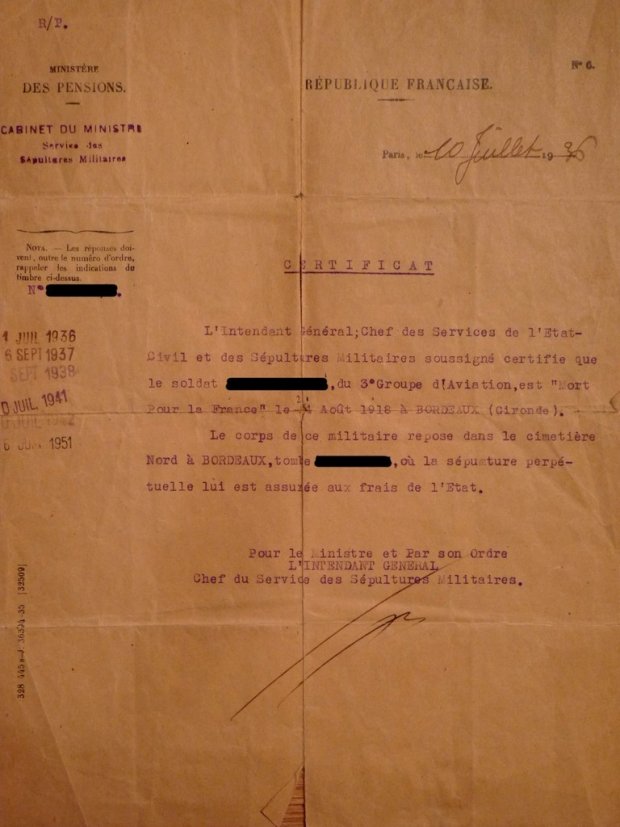 R/P.
MINISTÈRE
DES PENSIONS.
CABINET DU MINISTRE
Service des
Sépultures Militaires
RÉPUBLIQUE FRANÇAISE.
N° 6.
Paris, le 10 Juillet 1936
NOTA. — Les réponses doi-
vent, outre le numéro d'ordre,
rappeler les indications du
timbre ci-dessus.
N° .
1 JUIL 1936
6 SEPT 1937
SEPT 1938
JUIL. 1941
1951
CERTIFICAT
L'Intendant Général;Chef des Services de l'Etat-
Civil et des Sépultures Militaires soussigné certifie que
le soldat ,du 3°Groupe d'Aviation,est "Mort
Pour la France" le Août 1918 à BORDEAUX (Gironde).
Le corps de ce militaire repose dans le cimetière
Nord à BORDEAUX,tombe ,où la sépulture perpé-
tuelle lui est assurée aux frais de l'Etat.
Pour le Ministre et Par son Ordre
L'INTENDANT GENERAL
Chef du Service des Sépultures Militaires.